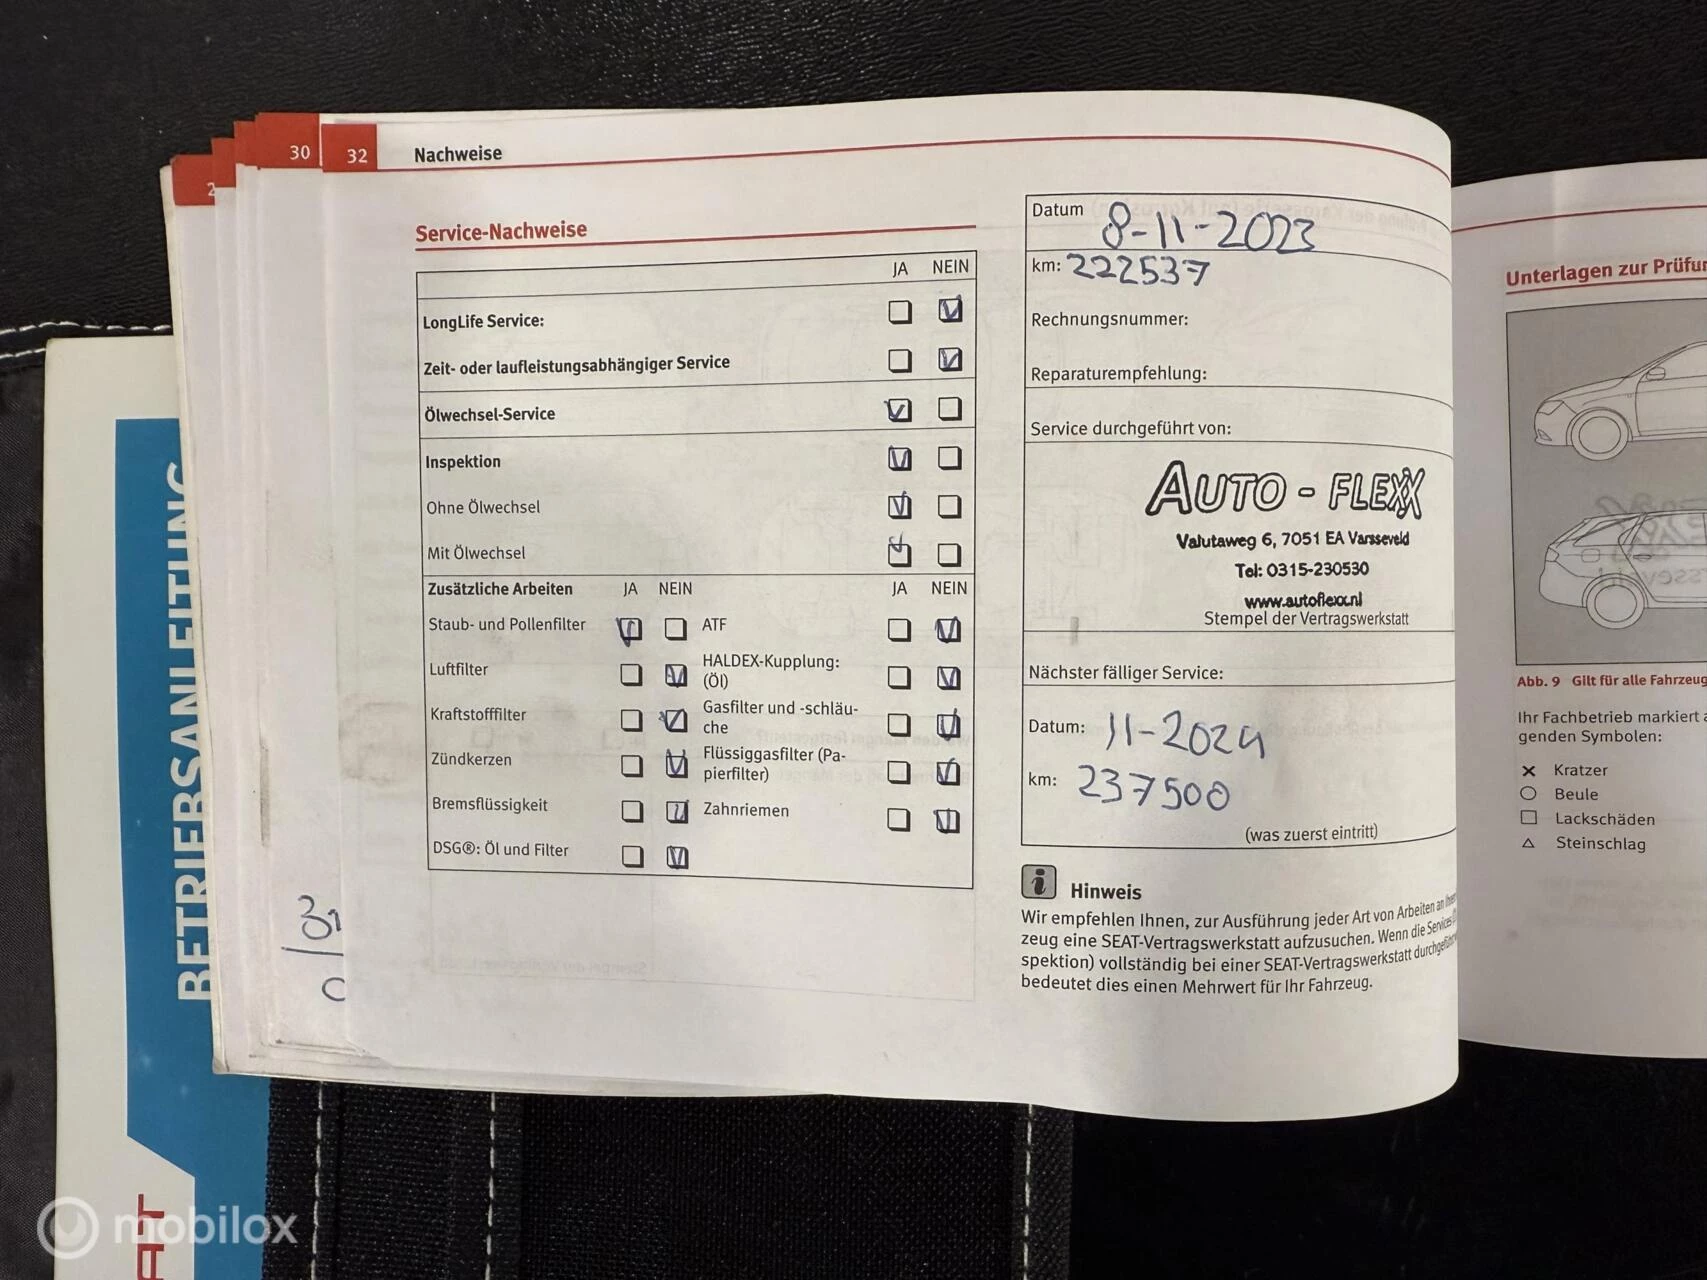 30
32
Nachweise
Service-Nachweise
JA NEIN
LongLife Service:
Zeit- oder laufleistungsabhängiger Service
Ölwechsel-Service
Inspektion
Ohne Ölwechsel
Mit Ölwechsel
Zusätzliche Arbeiten JA NEIN JA NEIN
Staub- und Pollenfilter ATF
Luftfilter HALDEX-Kupplung:
(Öl)
Kraftstofffilter Gasfilter und -schläu-
che
Zündkerzen Flüssiggasfilter (Pa-
pierfilter)
Bremsflüssigkeit Zahnriemen
DSG®: Öl und Filter
Datum 8-11-2023
km: 222537
Rechnungsnummer:
Reparaturempfehlung:
Service durchgeführt von:
AUTO - FLEXX
Valutaweg 6, 7051 EA Varsseveld
Tel: 0315-230530
www.autoflexx.nl
Stempel der Vertragswerkstatt
Nächster fälliger Service:
Datum: 11-2024
km: 237500
(was zuerst eintritt)
i Hinweis
Wir empfehlen Ihnen, zur Ausführung jeder Art von Arbeiten an
zeug eine SEAT-Vertragswerkstatt aufzusuchen. Wenn die
spektion) vollständig bei einer SEAT-Vertragswerkstatt
bedeutet dies einen Mehrwert für Ihr Fahrzeug.
Unterlagen zur
Abb. 9 Gilt für alle
Ihr Fachbetrieb markiert
genden Symbolen:
Kratzer
Beule
Lackschäden
Steinschlag
BETRIEBSANLEITUNG
mobilox